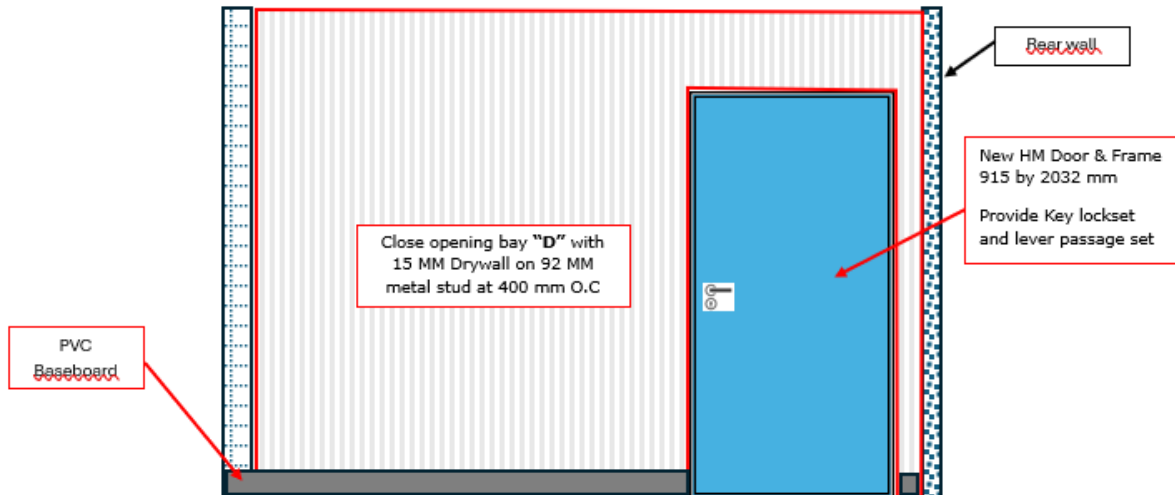 Rear wall
New HM Door & Frame
915 by 2032 mm
Provide Key lockset
and lever passage set
Close opening bay “D” with
15 MM Drywall on 92 MM
metal stud at 400 mm O.C
PVC
Baseboard